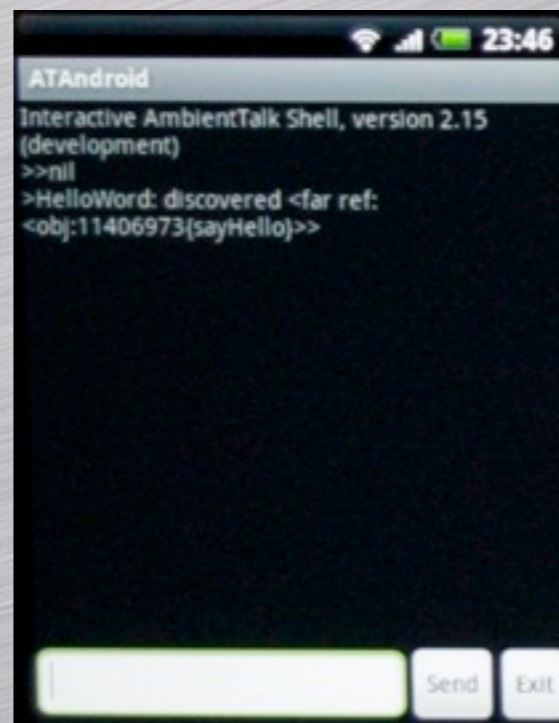 23:46
ATAndroid
Interactive AmbientTalk Shell, version 2.15
(development)
>>nil
>HelloWord: discovered <far ref:
<obj:11406973{sayHello}>>
Send
Exit